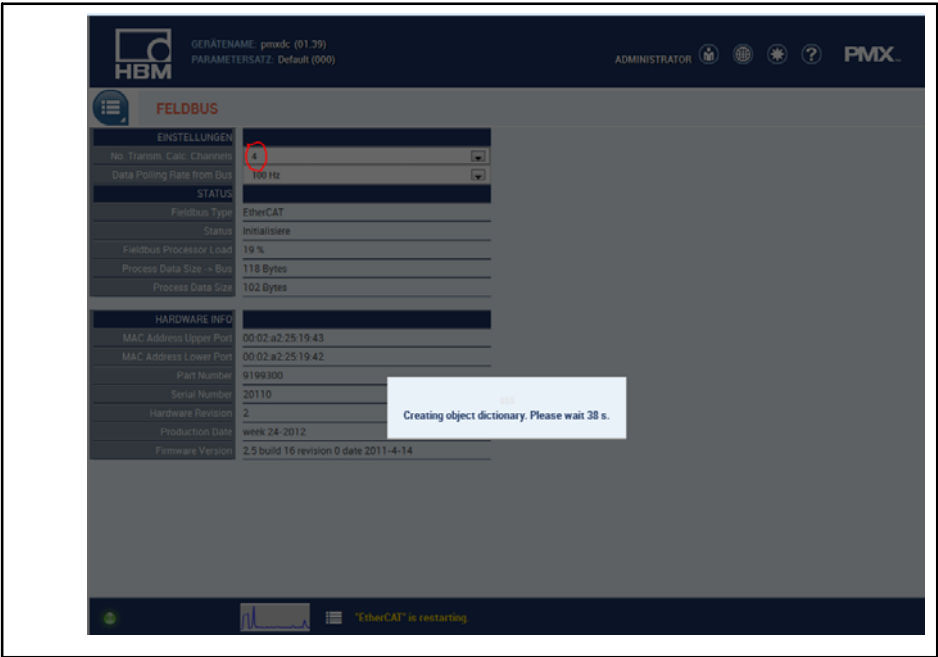 HBM
GERÄTENAME: pmxdc (01.39)
PARAMETERSATZ: Default (000)
ADMINISTRATOR
?
PMX
FELDBUS
EINSTELLUNGEN
No. Transm. Calc. Channels 4
Data Polling Rate from Bus 100 Hz
STATUS
Fieldbus Type EtherCAT
Status Initialisiere
Fieldbus Processor Load 19 %
Process Data Size -> Bus 118 Bytes
Process Data Size 102 Bytes
HARDWARE INFO
MAC Address Upper Port 00:02:a2:25:19:43
MAC Address Lower Port 00:02:a2:25:19:42
Part Number 9199300
Serial Number 20110
Hardware Revision 2
Production Date week 24-2012
Firmware Version 2.5 build 16 revision 0 date 2011-4-14
Creating object dictionary. Please wait 38 s.
"EtherCAT" is restarting.